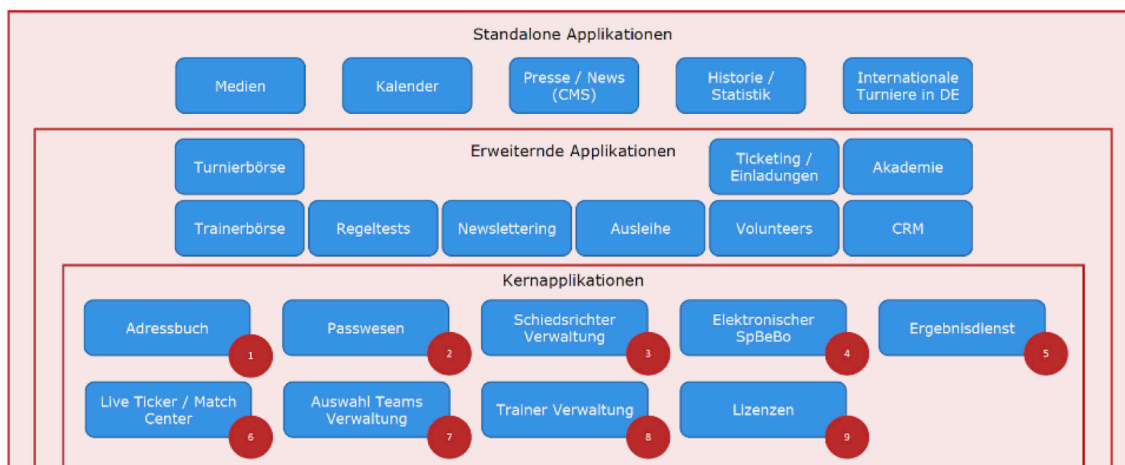 Standalone Applikationen
Medien
Kalender
Presse / News
(CMS)
Historie /
Statistik
Internationale
Turniere in DE
Erweiternde Applikationen
Turnierbörse
Ticketing /
Einladungen
Akademie
Trainerbörse
Regeltests
Newslettering
Ausleihe
Volunteers
CRM
Kernapplikationen
Adressbuch
1
Passwesen
2
Schiedsrichter
Verwaltung
3
Elektronischer
SpBeBo
4
Ergebnisdienst
5
Live Ticker / Match
Center
6
Auswahl Teams
Verwaltung
7
Trainer Verwaltung
8
Lizenzen
9